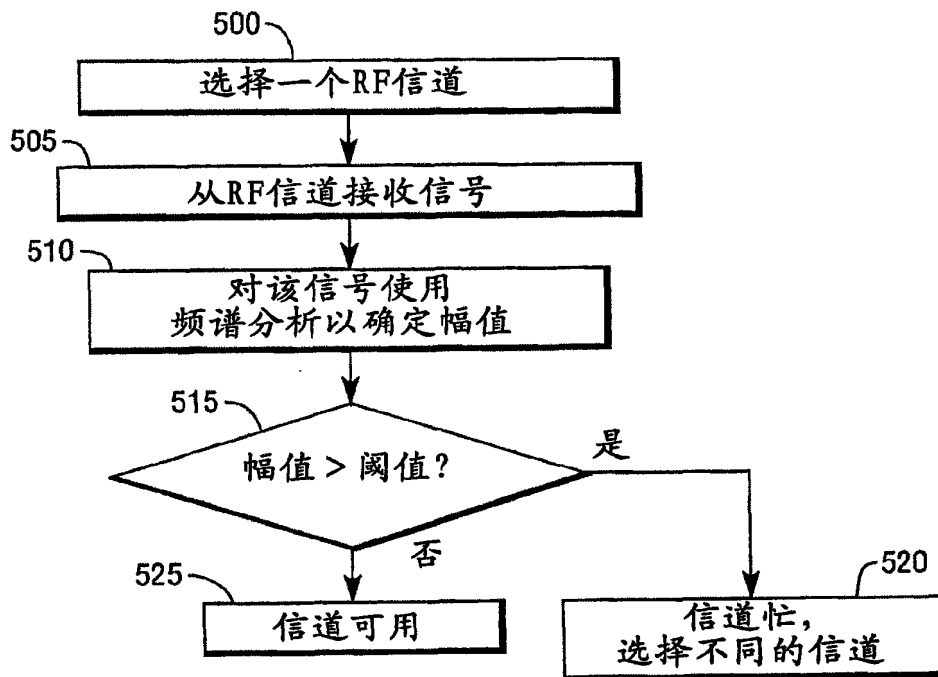 500
选择一个RF信道
505
从RF信道接收信号
510
对该信号使用
频谱分析以确定幅值
515
幅值 > 阈值?
是
否
525
信道可用
520
信道忙,
选择不同的信道